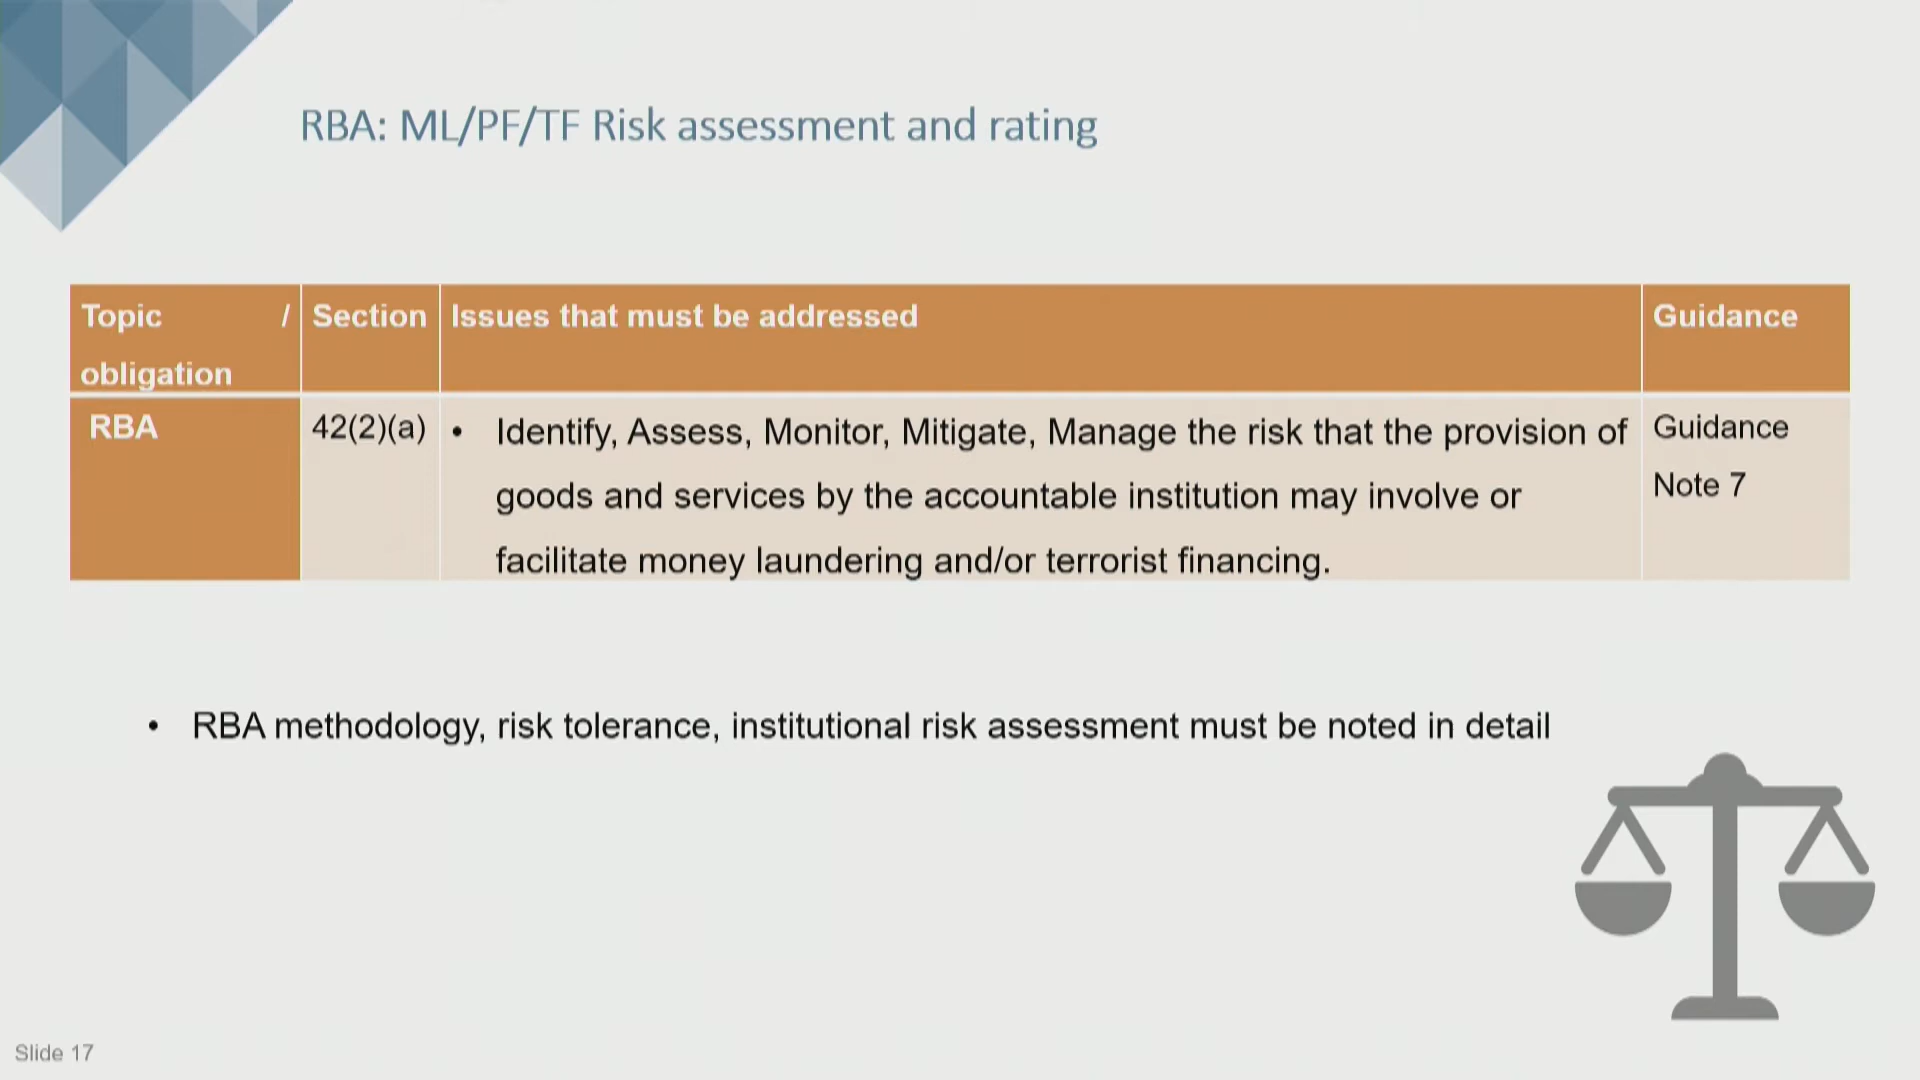 RBA: ML/PF/TF Risk assessment and rating
Topic / Section Issues that must be addressed Guidance
obligation
RBA 42(2)(a) • Identify, Assess, Monitor, Mitigate, Manage the risk that the provision of Guidance
goods and services by the accountable institution may involve or Note 7
facilitate money laundering and/or terrorist financing.
• RBA methodology, risk tolerance, institutional risk assessment must be noted in detail
Slide 17